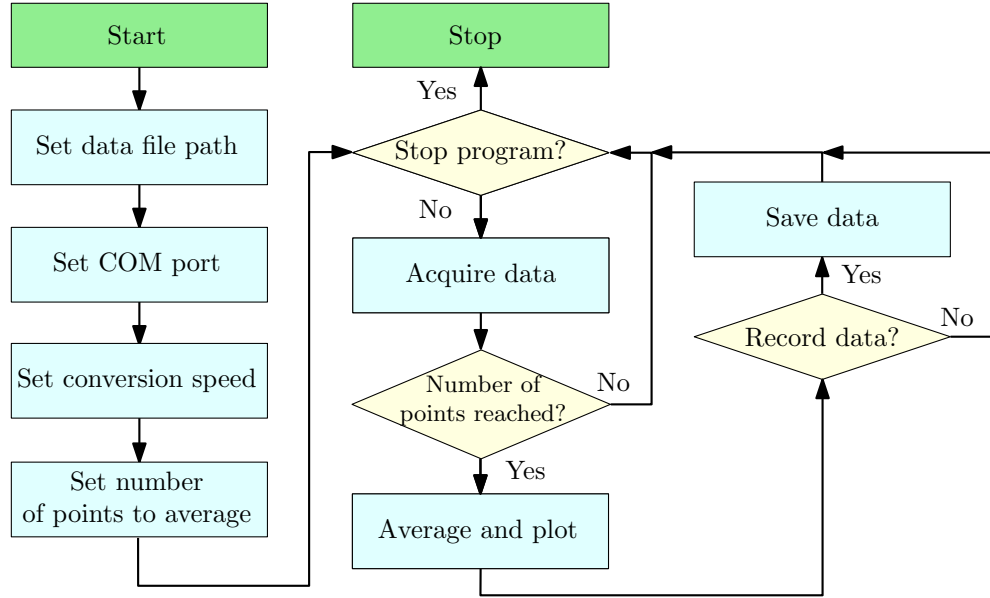 Start
Set data file path
Set COM port
Set conversion speed
Set number
of points to average
Stop
Yes
Stop program?
No
Acquire data
Number of
points reached?
No
Yes
Average and plot
Save data
Yes
Record data?
No